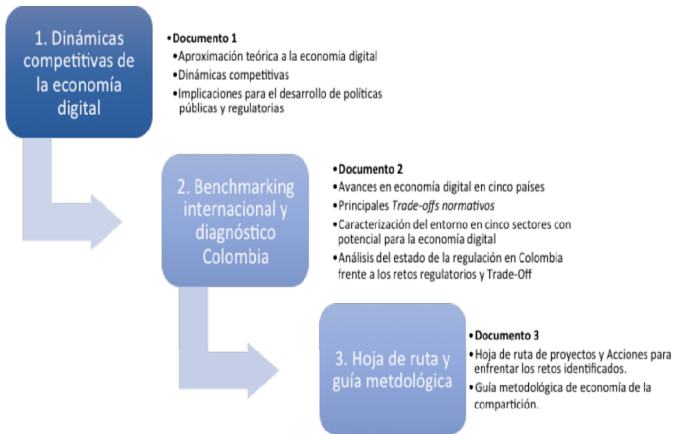 1. Dinámicas
competitivas de
la economía
digital
•Documento 1
•Aproximación teórica a la economía digital
•Dinámicas competitivas
•Implicaciones para el desarrollo de políticas
públicas y regulatorias
2. Benchmarking
internacional y
diagnóstico
Colombia
•Documento 2
•Avances en economía digital en cinco países
•Principales Trade-offs normativos
•Caracterización del entorno en cinco sectores con
potencial para la economía digital
•Análisis del estado de la regulación en Colombia
frente a los retos regulatorios y Trade-Off
3. Hoja de ruta y
guía metdológica
•Documento 3
•Hoja de ruta de proyectos y Acciones para
enfrentar los retos identificados.
•Guía metodológica de economía de la
compartición.